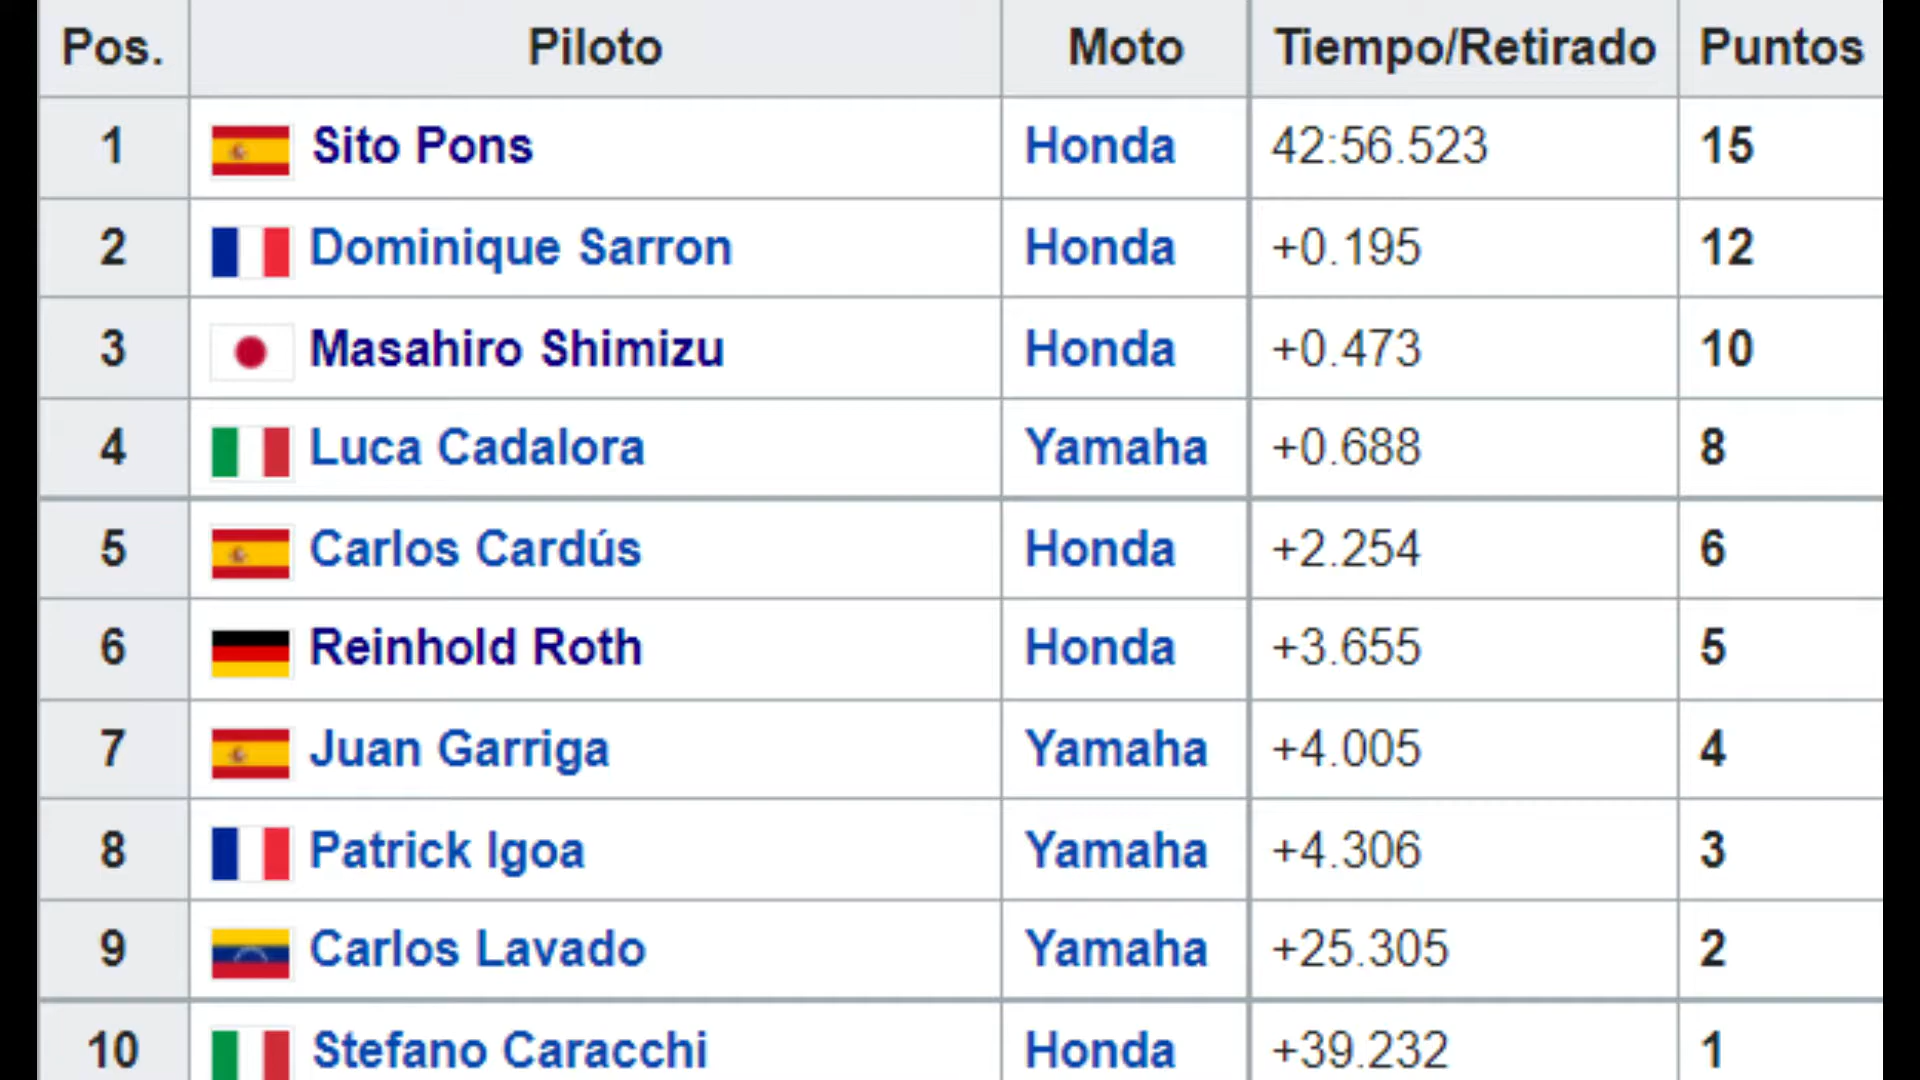 Pos. Piloto Moto Tiempo/Retirado Puntos
1 Sito Pons Honda 42:56.523 15
2 Dominique Sarron Honda +0.195 12
3 Masahiro Shimizu Honda +0.473 10
4 Luca Cadalora Yamaha +0.688 8
5 Carlos Cardús Honda +2.254 6
6 Reinhold Roth Honda +3.655 5
7 Juan Garriga Yamaha +4.005 4
8 Patrick Igoa Yamaha +4.306 3
9 Carlos Lavado Yamaha +25.305 2
10 Stefano Caracchi Honda +39.232 1